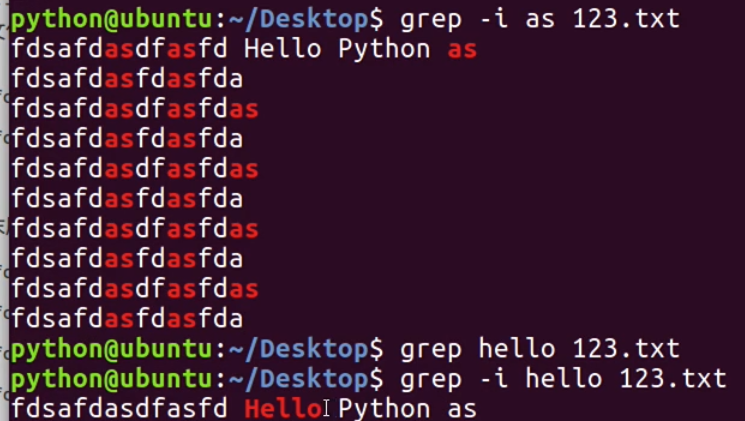 python@ubuntu:~/Desktop$ grep -i as 123.txt
fdsafdasdfasfd Hello Python as
fdsafdasfdasfda
fdsafdasdfasfdas
fdsafdasfdasfda
fdsafdasdfasfdas
fdsafdasfdasfda
fdsafdasdfasfdas
fdsafdasfdasfda
fdsafdasdfasfdas
fdsafdasfdasfda
python@ubuntu:~/Desktop$ grep hello 123.txt
python@ubuntu:~/Desktop$ grep -i hello 123.txt
fdsafdasdfasfd Hello Python as